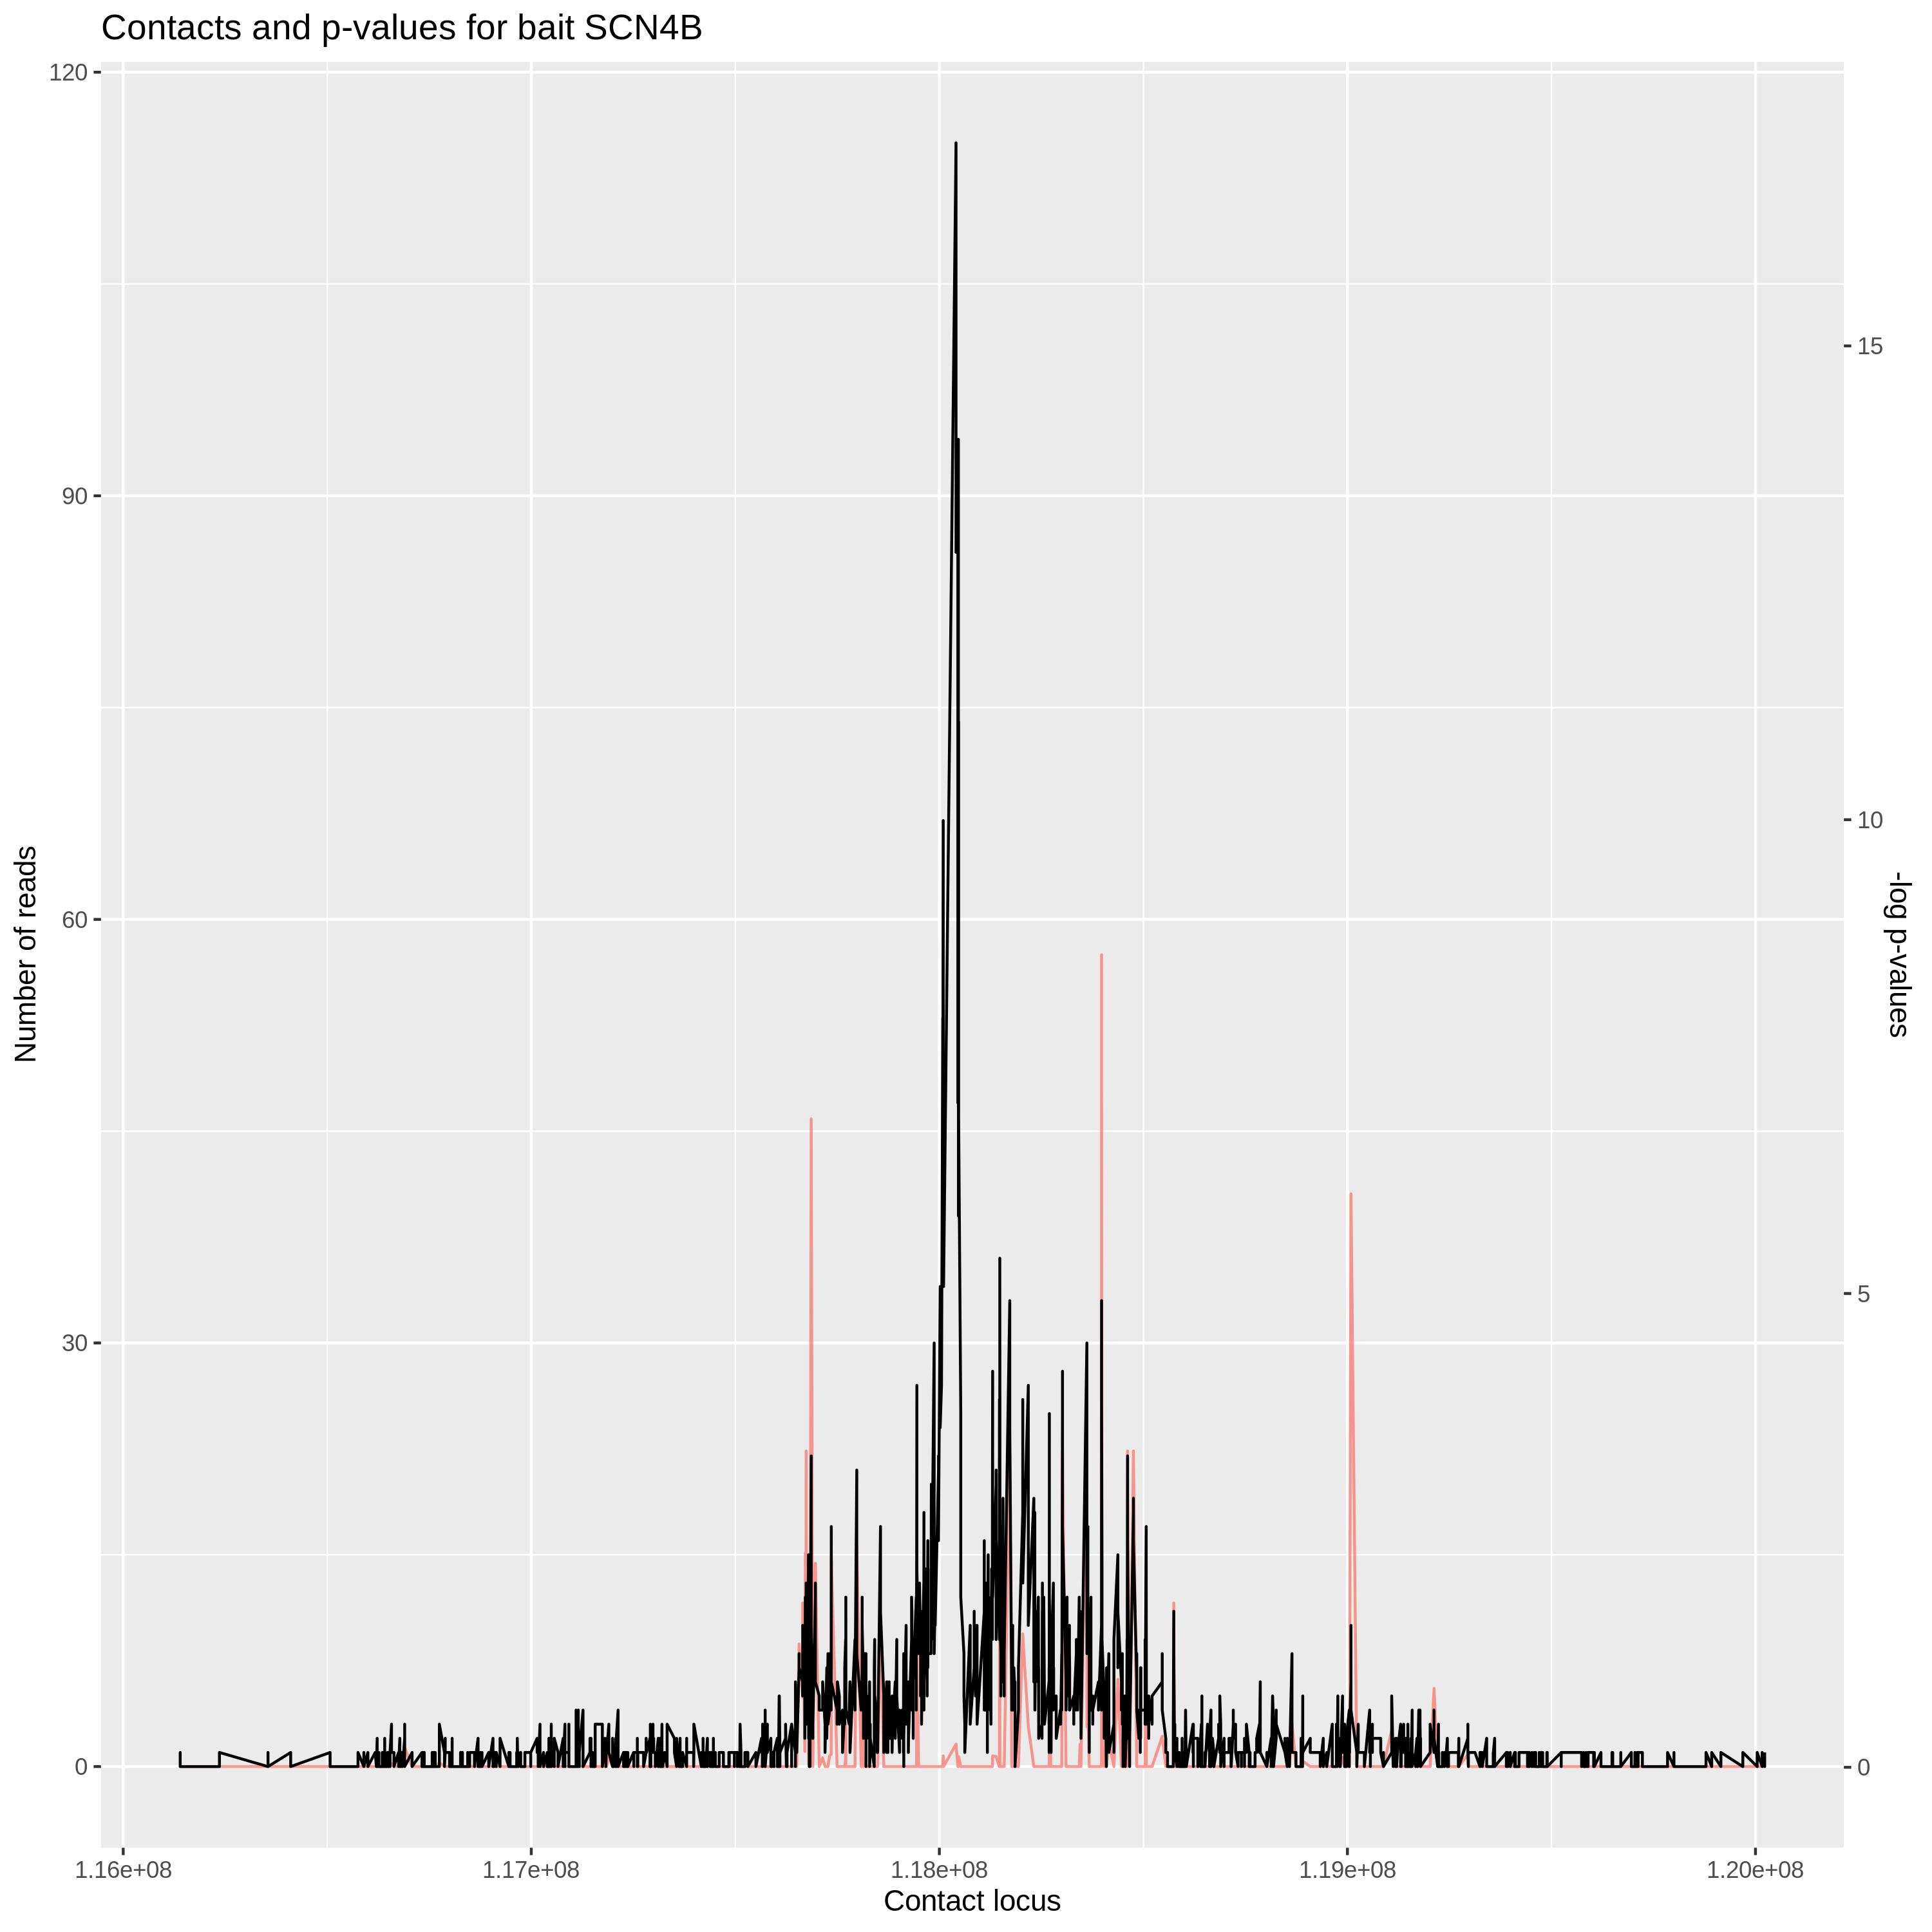 Contacts and p-values for bait SCN4B
120
90
60
30
0
Number of reads
15
10
5
0
-log p-values
1.16e+08
1.17e+08
1.18e+08
1.19e+08
1.20e+08
Contact locus